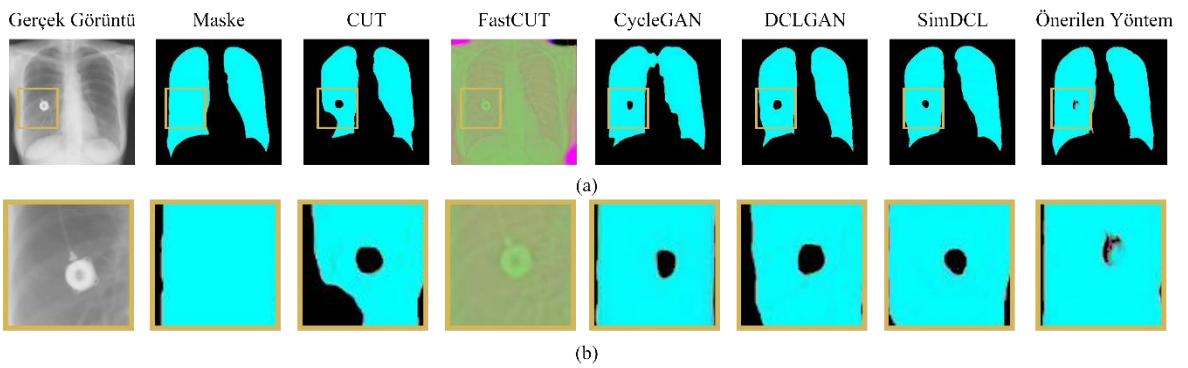 Gerçek Görüntü Maske CUT FastCUT CycleGAN DCLGAN SimDCL Önerilen Yöntem
(a)
(b)